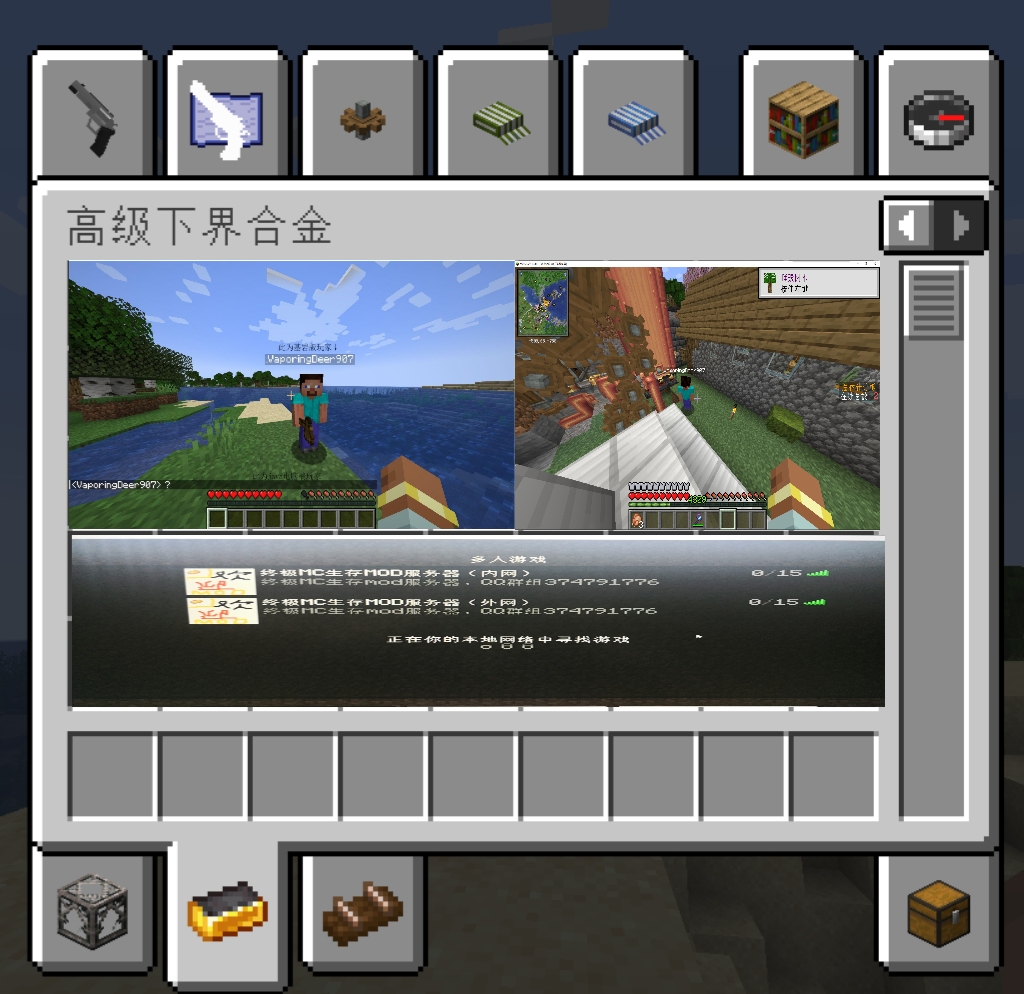 高级下界合金
VaporingDeer907
VaporingDeer907
<VaporingDeer907> ?
多人游戏
终极MC生存MOD服务器（内网）
0/15
终极MC生存mod服务器．QQ群组374791776
终极MC生存MOD服务器（外网）
0/15
终极MC生存mod服务器．QQ群组374791776
正在你的本地网络中寻找游戏
o o o